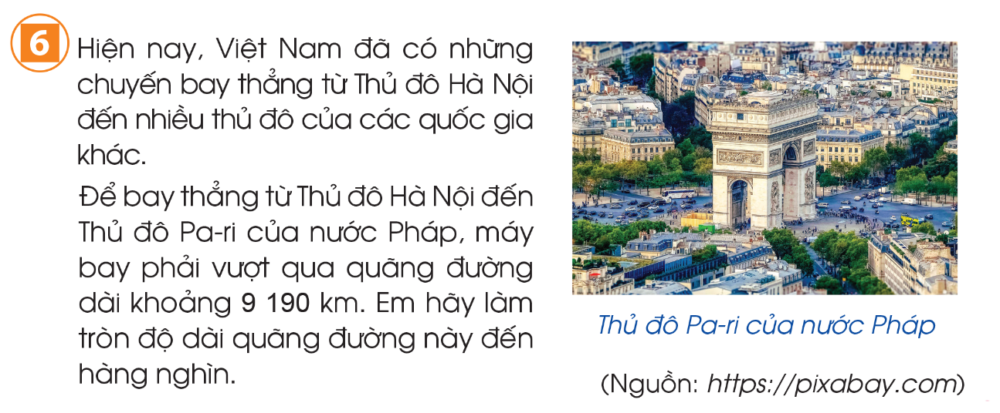 6
Hiện nay, Việt Nam đã có những
chuyến bay thẳng từ Thủ đô Hà Nội
đến nhiều thủ đô của các quốc gia
khác.
Để bay thẳng từ Thủ đô Hà Nội đến
Thủ đô Pa-ri của nước Pháp, máy
bay phải vượt qua quãng đường
dài khoảng 9 190 km. Em hãy làm
tròn độ dài quãng đường này đến
hàng nghìn.
Thủ đô Pa-ri của nước Pháp
(Nguồn: https://pixabay.com)